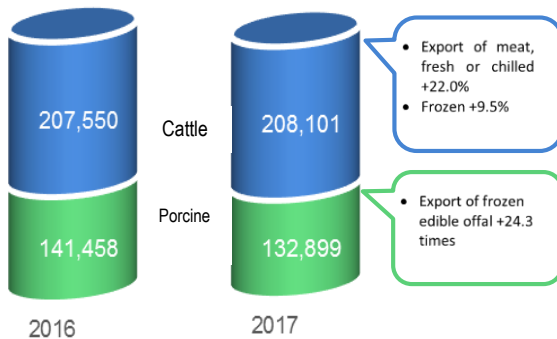 207,550
141,458
2016
Cattle
Porcine
208,101
132,899
2017
• Export of meat,
fresh or chilled
+22.0%
• Frozen +9.5%
• Export of frozen
edible offal +24.3
times